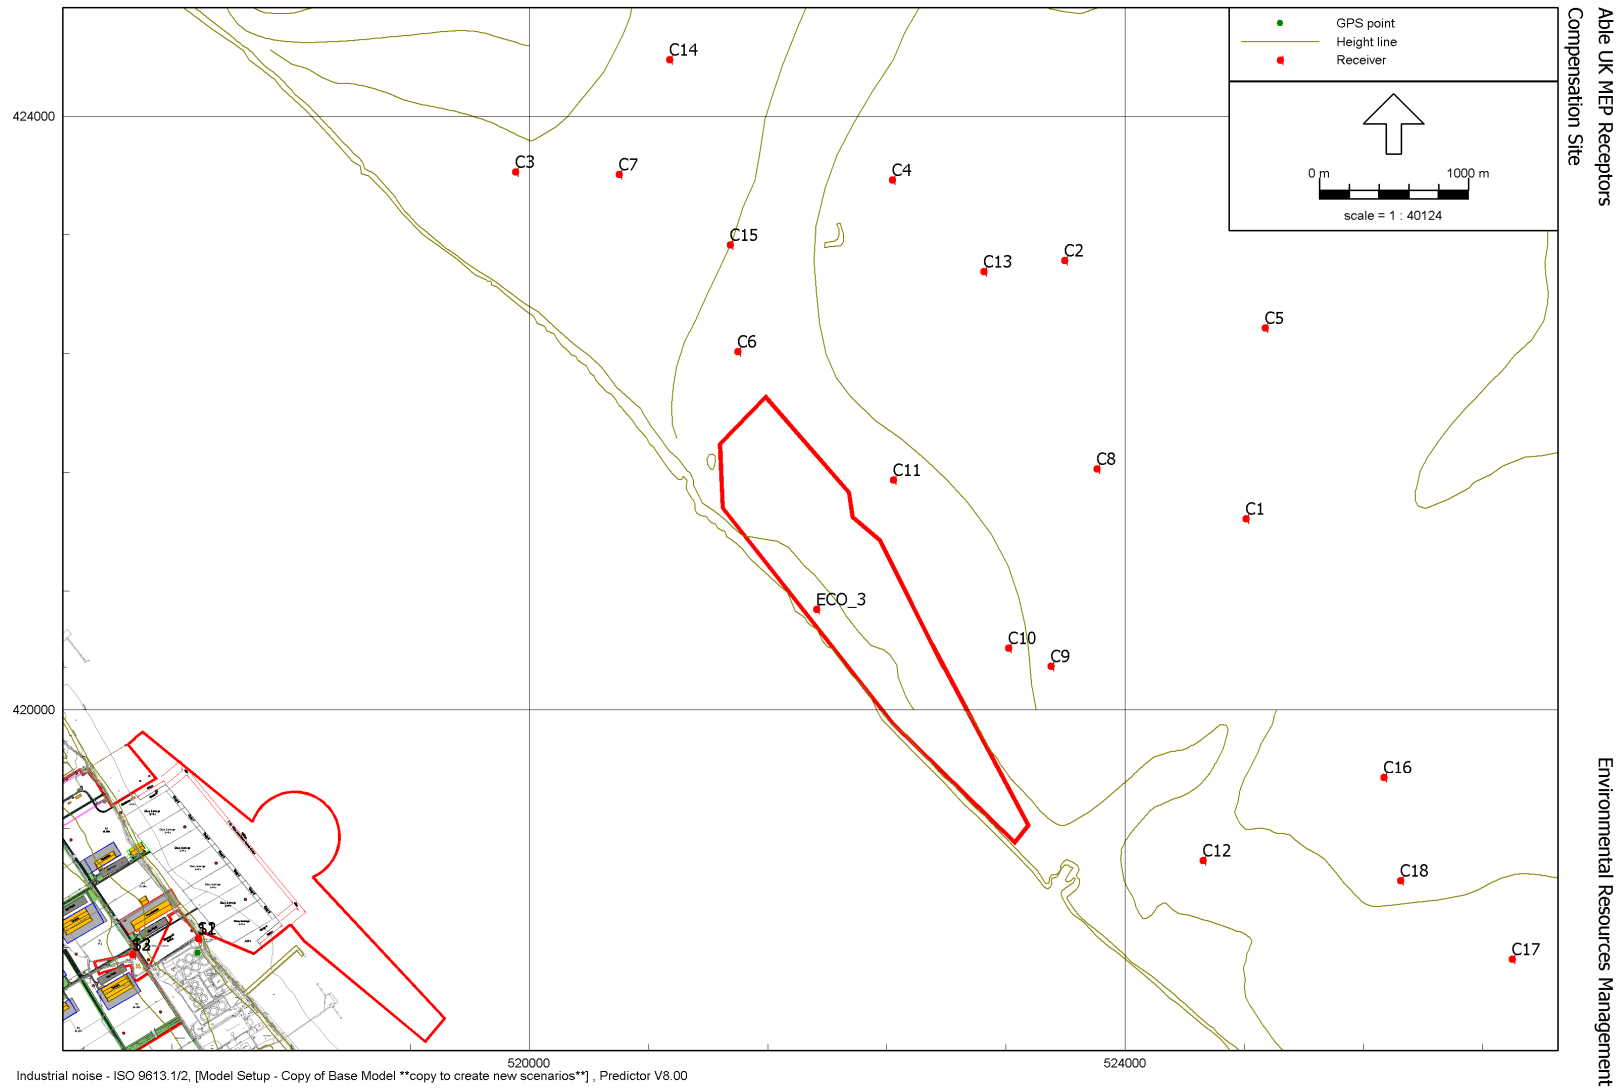 GPS point
Height line
Receiver
0 m 1000 m
scale = 1 : 40124
Able UK MEP Receptors
Compensation Site
Environmental Resources Management
424000
420000
520000
524000
C14
C3
C7
C4
C15
C13
C2
C5
C6
C11
C8
C1
ECO_3
C10
C9
C16
C12
C18
C17
Industrial noise - ISO 9613.1/2, [Model Setup - Copy of Base Model **copy to create new scenarios**] , Predictor V8.00